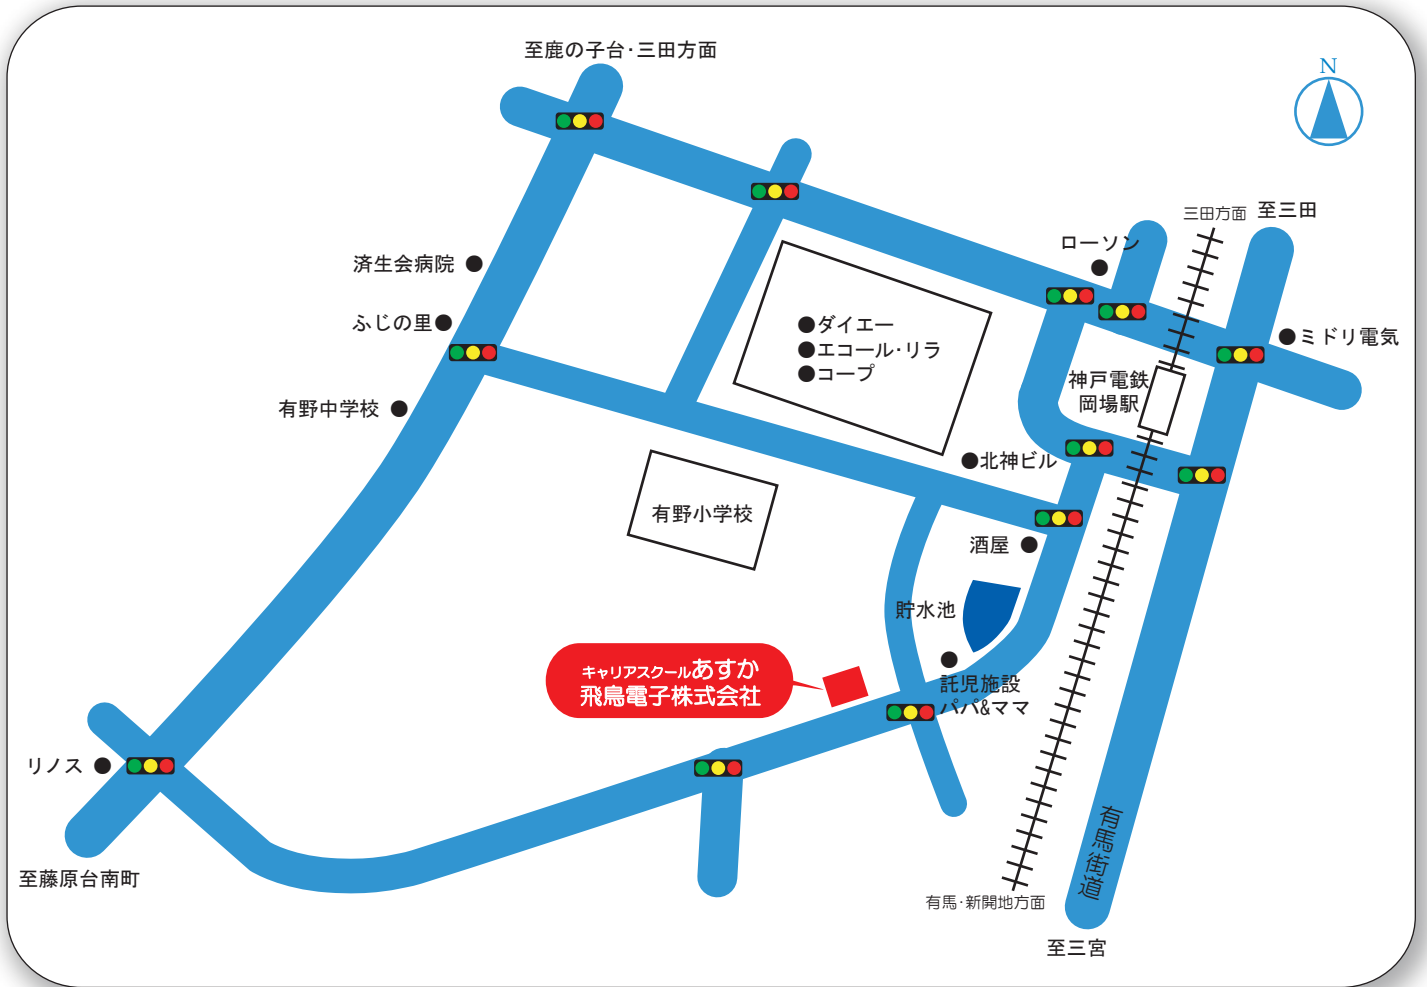 至鹿の子台・三田方面
N
三田方面
至三田
ローソン
済生会病院
ふじの里
ダイエー
エコール・リラ
コープ
ミドリ電気
神戸電鉄
岡場駅
有野中学校
北神ビル
有野小学校
酒屋
貯水池
キャリアスクールあすか
飛鳥電子株式会社
託児施設
パパ&ママ
リノス
有馬街道
至藤原台南町
有馬・新開地方面
至三宮